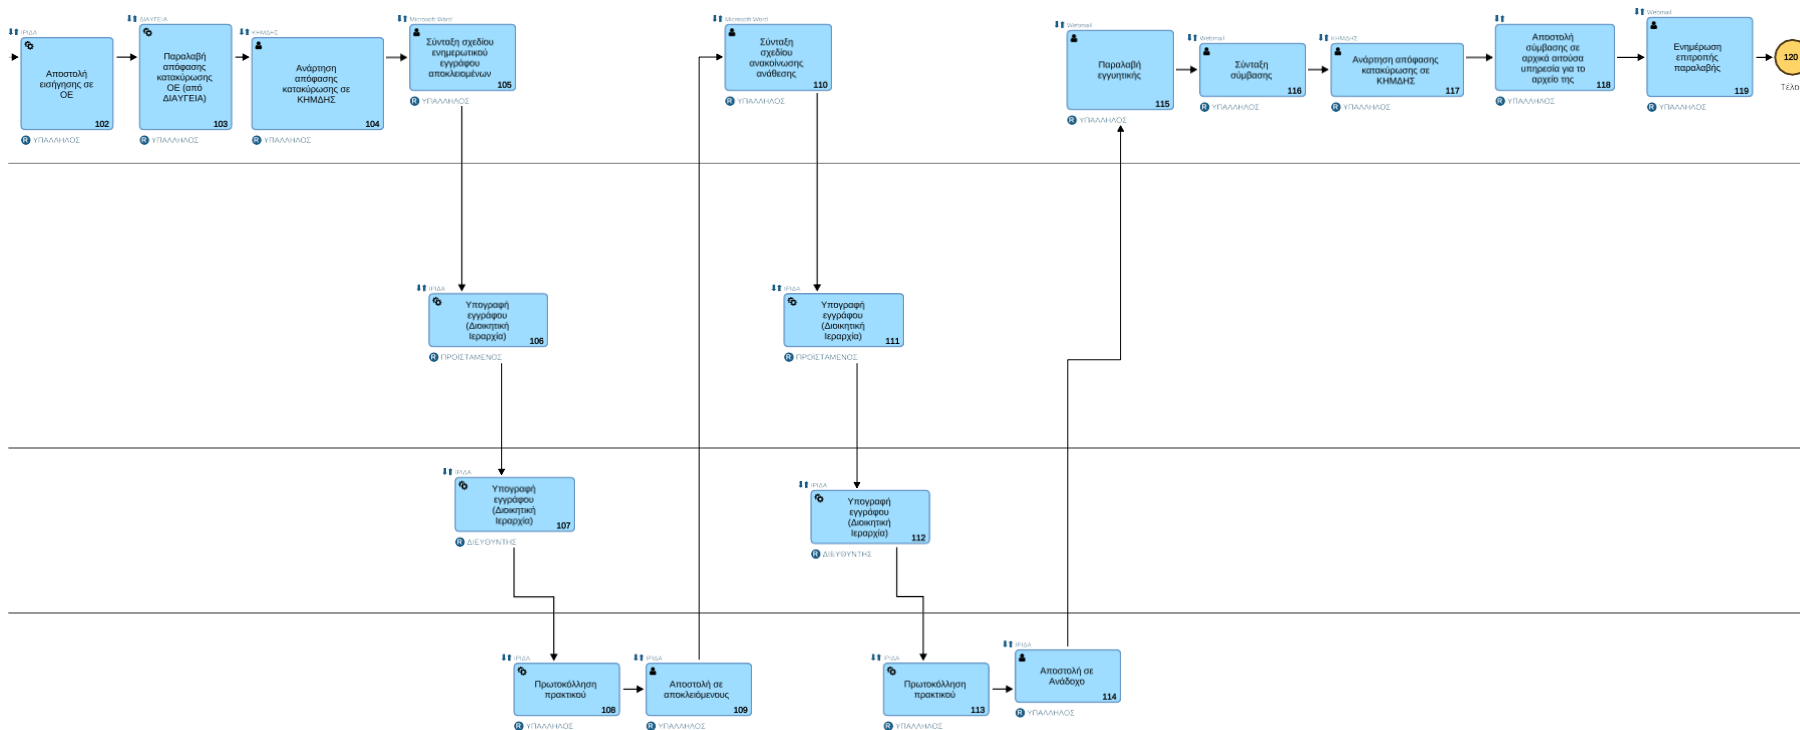 ΙΡΙΔΑ
Αποστολή
εισήγησης σε
ΟΕ
102
ΥΠΑΛΛΗΛΟΣ
ΔΙΑΥΓΕΙΑ
Παραλαβή
απόφασης
κατακύρωσης
ΟΕ (από
ΔΙΑΥΓΕΙΑ)
103
ΥΠΑΛΛΗΛΟΣ
ΚΗΜΔΗΣ
Ανάρτηση
απόφασης
κατακύρωσης σε
ΚΗΜΔΗΣ
104
ΥΠΑΛΛΗΛΟΣ
Microsoft Word
Σύνταξη σχεδίου
ενημερωτικού
εγγράφου
αποκλεισμένων
105
ΥΠΑΛΛΗΛΟΣ
Microsoft Word
Σύνταξη
σχεδίου
ανακοίνωσης
ανάθεσης
110
ΥΠΑΛΛΗΛΟΣ
Webmail
Παραλαβή
εγγυητικής
115
ΥΠΑΛΛΗΛΟΣ
Webmail
Σύνταξη
σύμβασης
116
ΥΠΑΛΛΗΛΟΣ
ΚΗΜΔΗΣ
Ανάρτηση απόφασης
κατακύρωσης σε
ΚΗΜΔΗΣ
117
ΥΠΑΛΛΗΛΟΣ
Αποστολή
σύμβασης σε
αρχικά αιτούσα
υπηρεσία για το
αρχείο της
118
ΥΠΑΛΛΗΛΟΣ
Webmail
Ενημέρωση
επιτροπής
παραλαβής
119
ΥΠΑΛΛΗΛΟΣ
120
Τέλο
ΙΡΙΔΑ
Υπογραφή
εγγράφου
(Διοικητική
Ιεραρχία)
106
ΠΡΟΪΣΤΑΜΕΝΟΣ
ΙΡΙΔΑ
Υπογραφή
εγγράφου
(Διοικητική
Ιεραρχία)
111
ΠΡΟΪΣΤΑΜΕΝΟΣ
ΙΡΙΔΑ
Υπογραφή
εγγράφου
(Διοικητική
Ιεραρχία)
107
ΔΙΕΥΘΥΝΤΗΣ
ΙΡΙΔΑ
Υπογραφή
εγγράφου
(Διοικητική
Ιεραρχία)
112
ΔΙΕΥΘΥΝΤΗΣ
ΙΡΙΔΑ
Πρωτοκόλληση
πρακτικού
108
ΥΠΑΛΛΗΛΟΣ
ΙΡΙΔΑ
Αποστολή σε
αποκλειόμενους
109
ΥΠΑΛΛΗΛΟΣ
ΙΡΙΔΑ
Πρωτοκόλληση
πρακτικού
113
ΥΠΑΛΛΗΛΟΣ
ΙΡΙΔΑ
Αποστολή σε
Ανάδοχο
114
ΥΠΑΛΛΗΛΟΣ